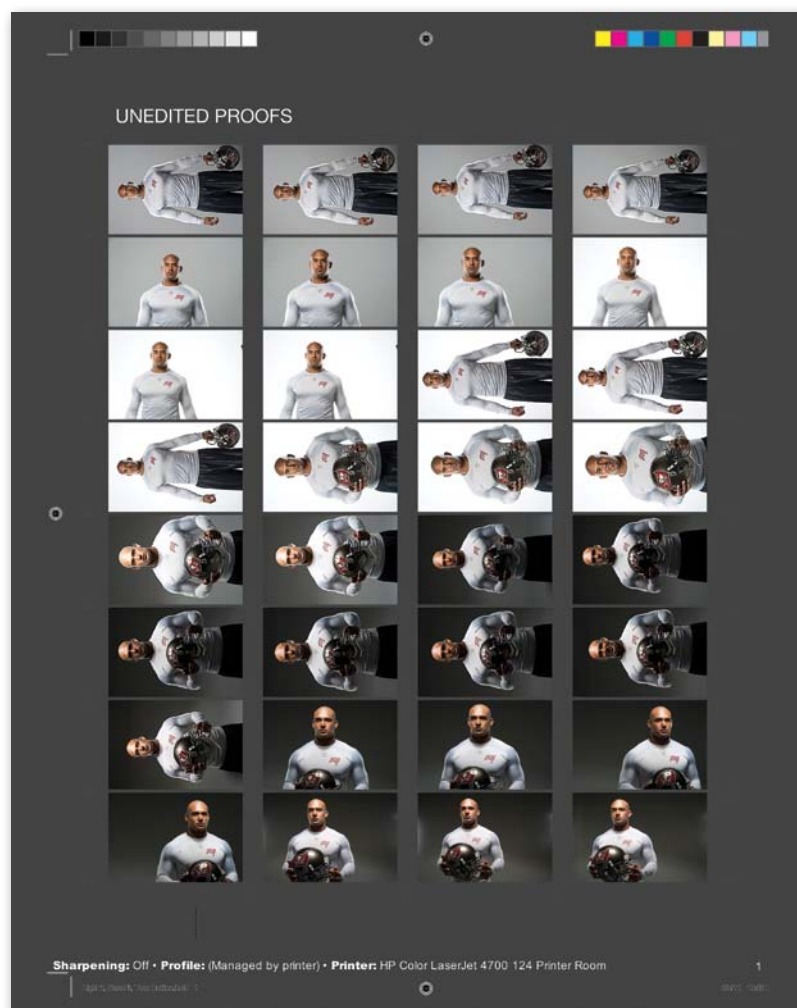 UNEDITED PROOFS
Sharpening: Off • Profile: (Managed by printer) • Printer: HP Color LaserJet 4700 124 Printer Room
1